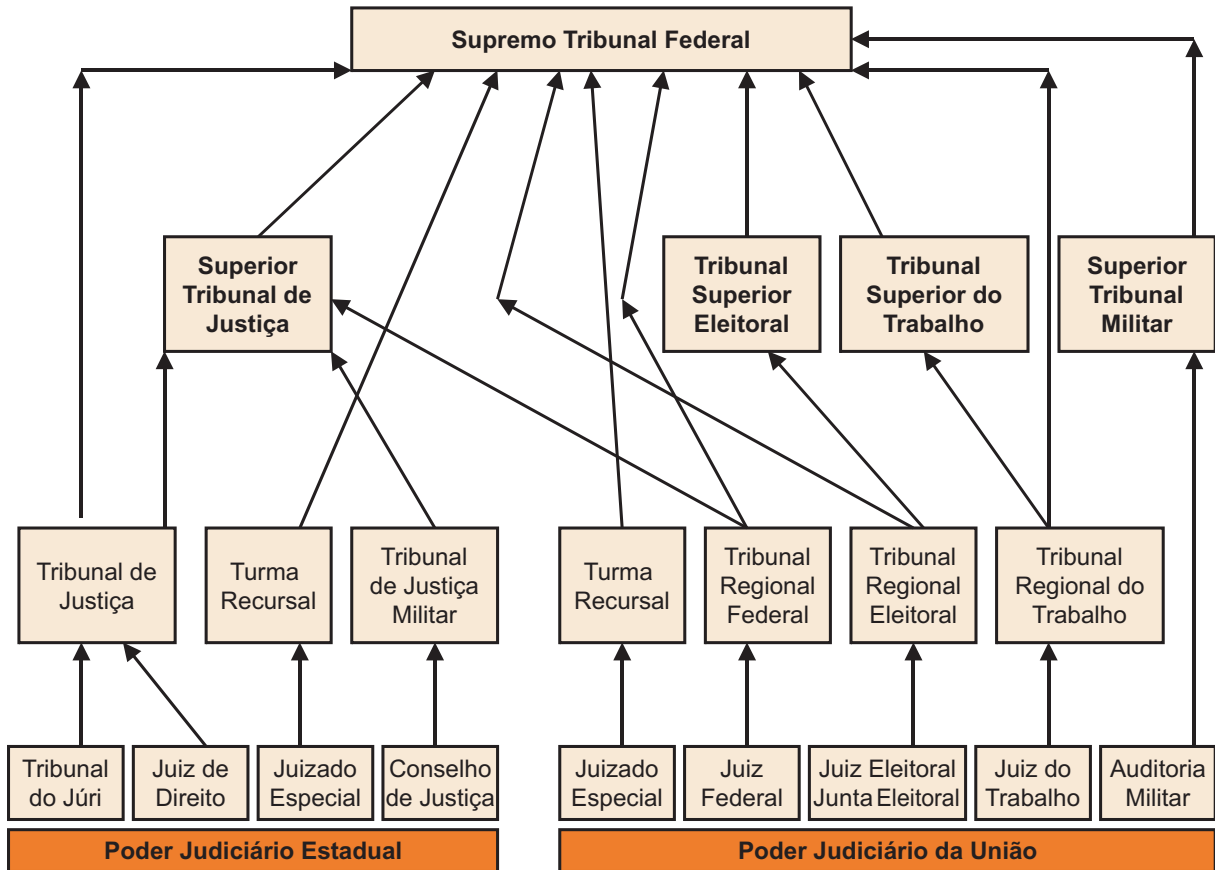 Supremo Tribunal Federal
Superior
Tribunal de
Justiça
Tribunal
Superior
Eleitoral
Tribunal
Superior do
Trabalho
Superior
Tribunal
Militar
Tribunal de
Justiça
Turma
Recursal
Tribunal
de Justiça
Militar
Turma
Recursal
Tribunal
Regional
Federal
Tribunal
Regional
Eleitoral
Tribunal
Regional do
Trabalho
Tribunal
do Júri
Juiz de
Direito
Juizado
Especial
Conselho
de Justiça
Juizado
Especial
Juiz
Federal
Juiz Eleitoral
Junta Eleitoral
Juiz do
Trabalho
Auditoria
Militar
Poder Judiciário Estadual
Poder Judiciário da União